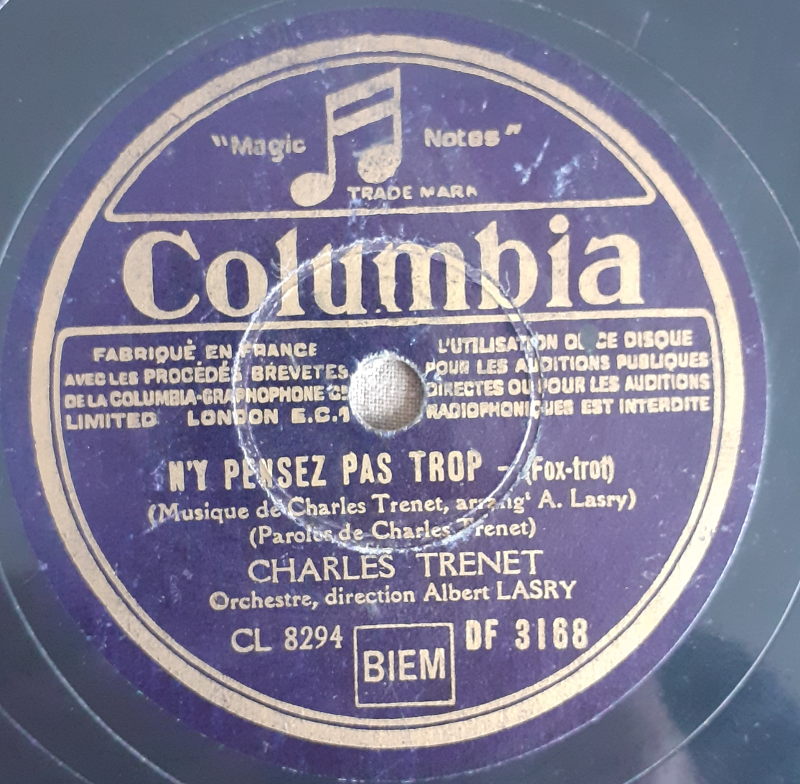 "Magic Notes"
TRADE MARK
Columbia
FABRIQUÉ EN FRANCE
AVEC LES PROCÉDÉS BREVETÉS
DE LA COLUMBIA-GRAPHOPHONE Cº
LIMITED LONDON E.C.1
L'UTILISATION DE CE DISQUE
POUR LES AUDITIONS PUBLIQUES
DIRECTES OU POUR LES AUDITIONS
RADIOPHONIQUES EST INTERDITE
N'Y PENSEZ PAS TROP - (Fox-trot)
(Musique de Charles Trenet, arrangt A. Lasry)
(Paroles de Charles Trenet)
CHARLES TRENET
Orchestre, direction Albert LASRY
CL 8294 BIEM DF 3168